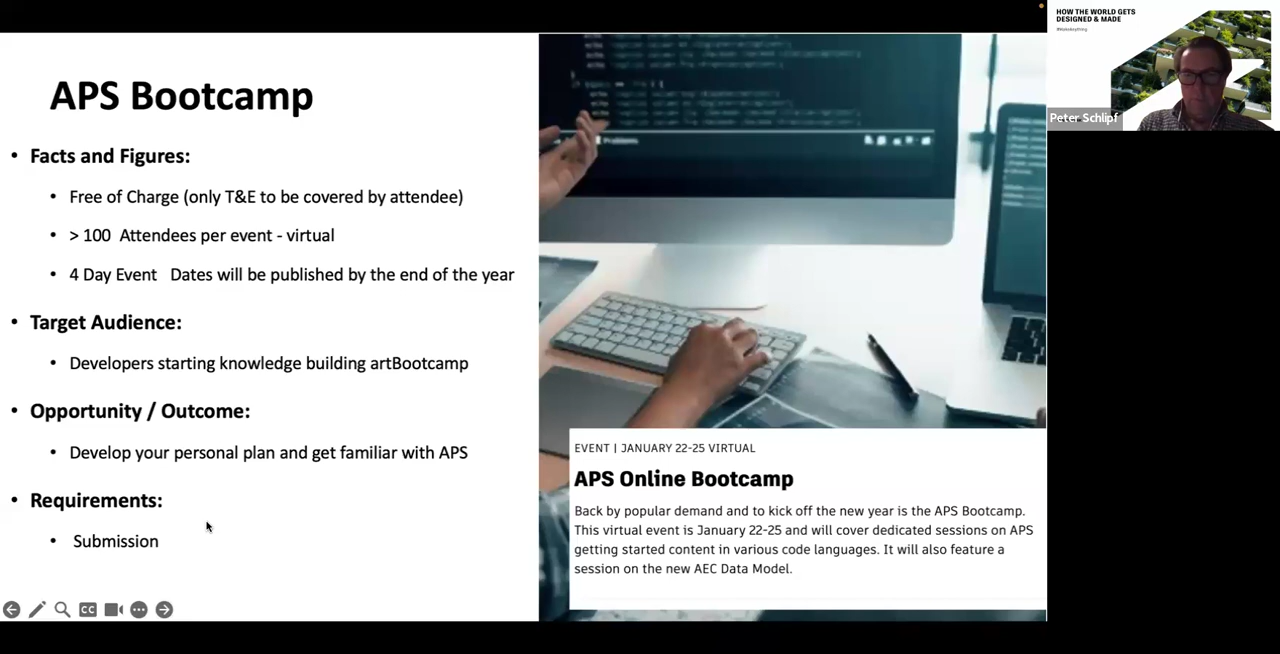 APS Bootcamp
• Facts and Figures:
• Free of Charge (only T&E to be covered by attendee)
• > 100 Attendees per event - virtual
• 4 Day Event Dates will be published by the end of the year
• Target Audience:
• Developers starting knowledge building artBootcamp
• Opportunity / Outcome:
• Develop your personal plan and get familiar with APS
• Requirements:
• Submission
CC
Problems
EVENT | JANUARY 22-25 VIRTUAL
APS Online Bootcamp
Back by popular demand and to kick off the new year is the APS Bootcamp.
This virtual event is January 22-25 and will cover dedicated sessions on APS
getting started content in various code languages. It will also feature a
session on the new AEC Data Model.
HOW THE WORLD GETS
DESIGNED & MADE
#MakeAnything
Peter Schlipf